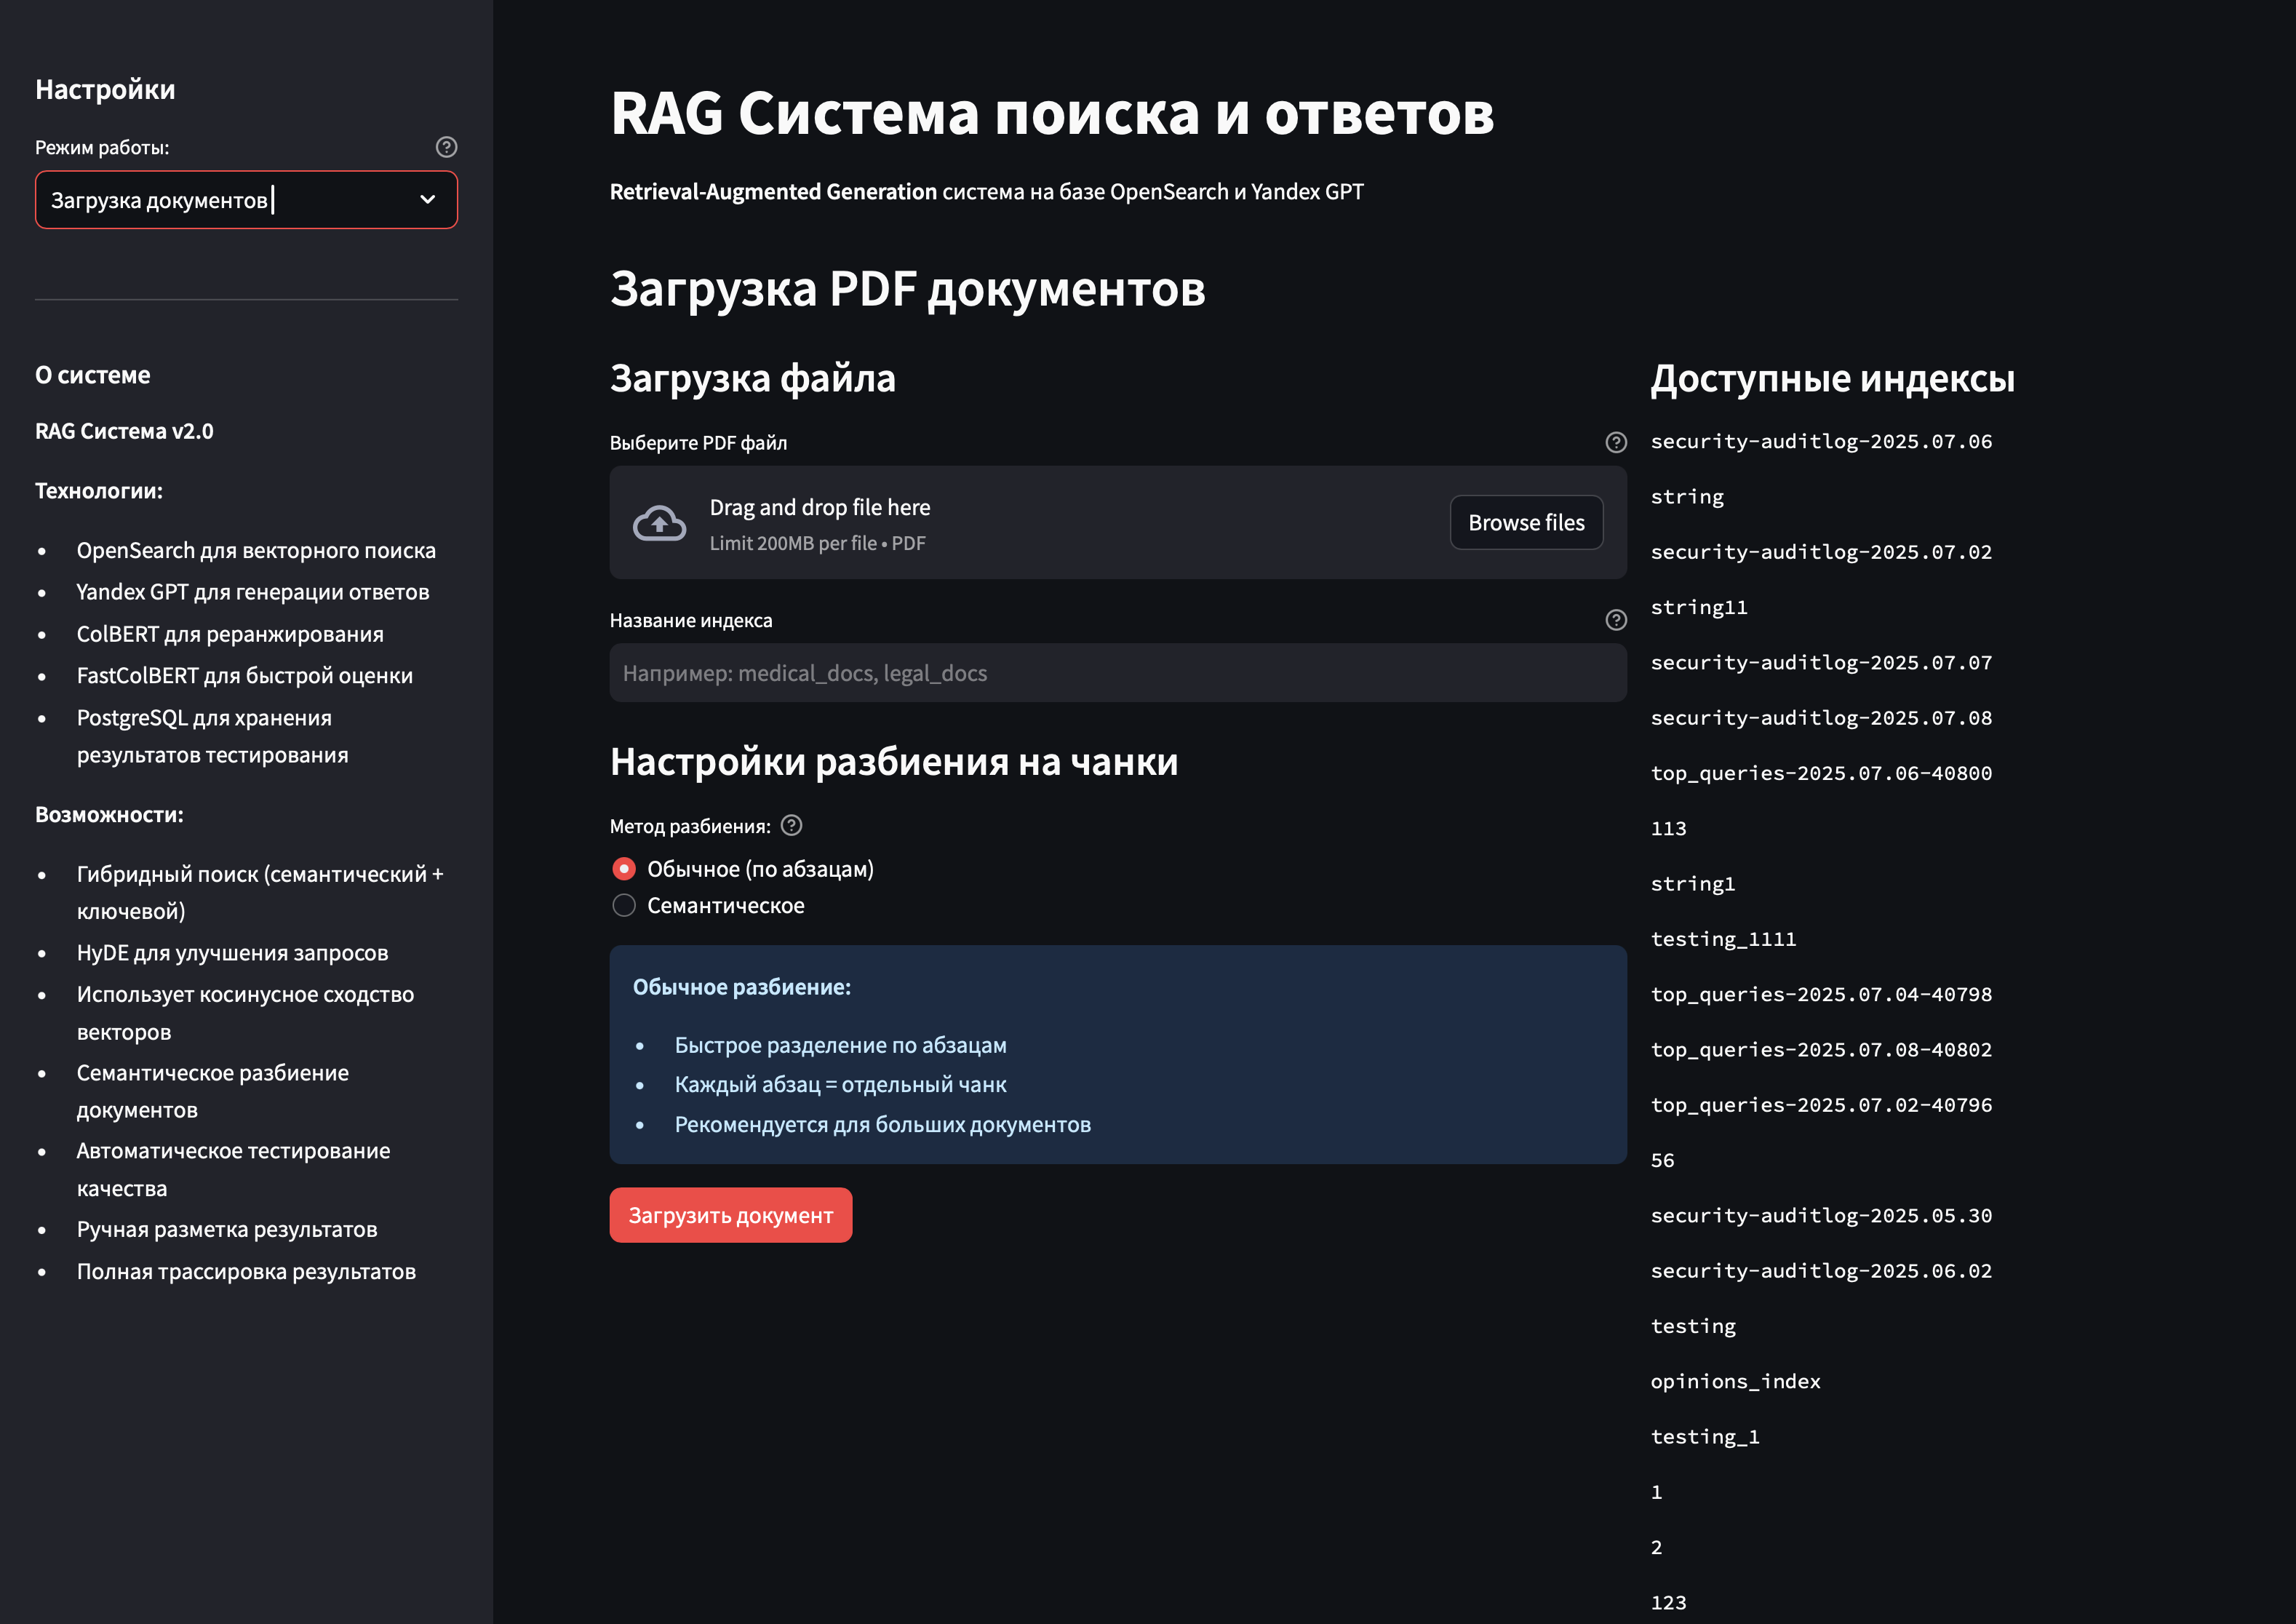 Настройки
Режим работы:
Загрузка документов
О системе
RAG Система v2.0
Технологии:
• OpenSearch для векторного поиска
• Yandex GPT для генерации ответов
• ColBERT для реранжирования
• FastColBERT для быстрой оценки
• PostgreSQL для хранения
результатов тестирования
Возможности:
• Гибридный поиск (семантический +
ключевой)
• HyDE для улучшения запросов
• Использует косинусное сходство
векторов
• Семантическое разбиение
документов
• Автоматическое тестирование
качества
• Ручная разметка результатов
• Полная трассировка результатов
RAG Система поиска и ответов
Retrieval-Augmented Generation система на базе OpenSearch и Yandex GPT
Загрузка PDF документов
Загрузка файла
Выберите PDF файл
Drag and drop file here
Limit 200MB per file • PDF
Browse files
Название индекса
Например: medical_docs, legal_docs
Настройки разбиения на чанки
Метод разбиения:
Обычное (по абзацам)
Семантическое
Обычное разбиение:
• Быстрое разделение по абзацам
• Каждый абзац = отдельный чанк
• Рекомендуется для больших документов
Загрузить документ
Доступные индексы
security-auditlog-2025.07.06
string
security-auditlog-2025.07.02
string11
security-auditlog-2025.07.07
security-auditlog-2025.07.08
top_queries-2025.07.06-40800
113
string1
testing_1111
top_queries-2025.07.04-40798
top_queries-2025.07.08-40802
top_queries-2025.07.02-40796
56
security-auditlog-2025.05.30
security-auditlog-2025.06.02
testing
opinions_index
testing_1
1
2
123